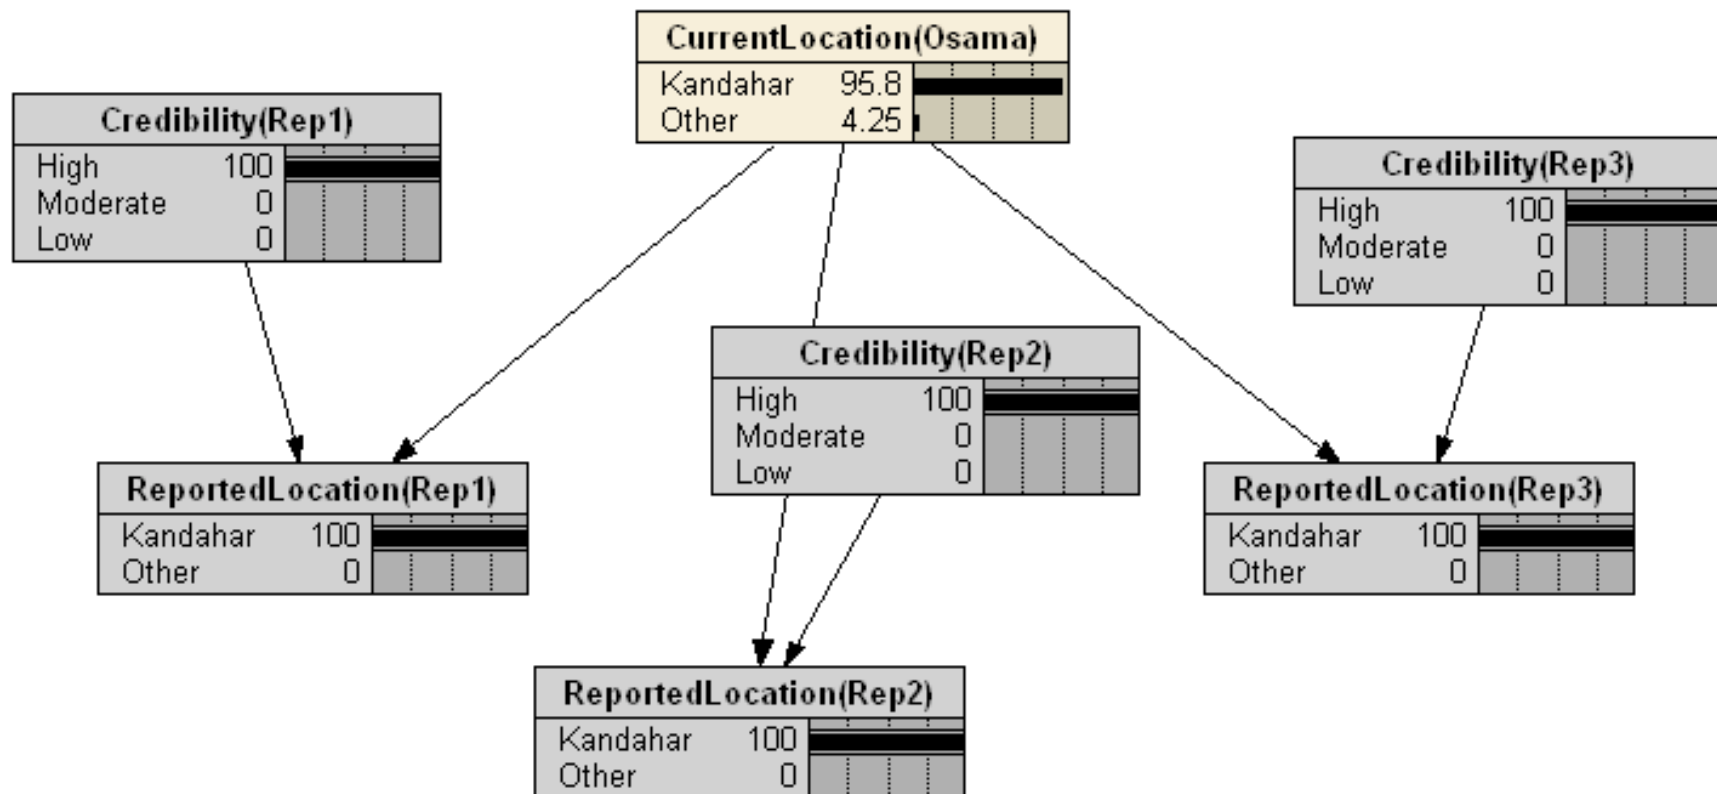 CurrentLocation(Osama)
Kandahar 95.8
Other 4.25
Credibility(Rep1)
High 100
Moderate 0
Low 0
Credibility(Rep3)
High 100
Moderate 0
Low 0
Credibility(Rep2)
High 100
Moderate 0
Low 0
ReportedLocation(Rep1)
Kandahar 100
Other 0
ReportedLocation(Rep3)
Kandahar 100
Other 0
ReportedLocation(Rep2)
Kandahar 100
Other 0